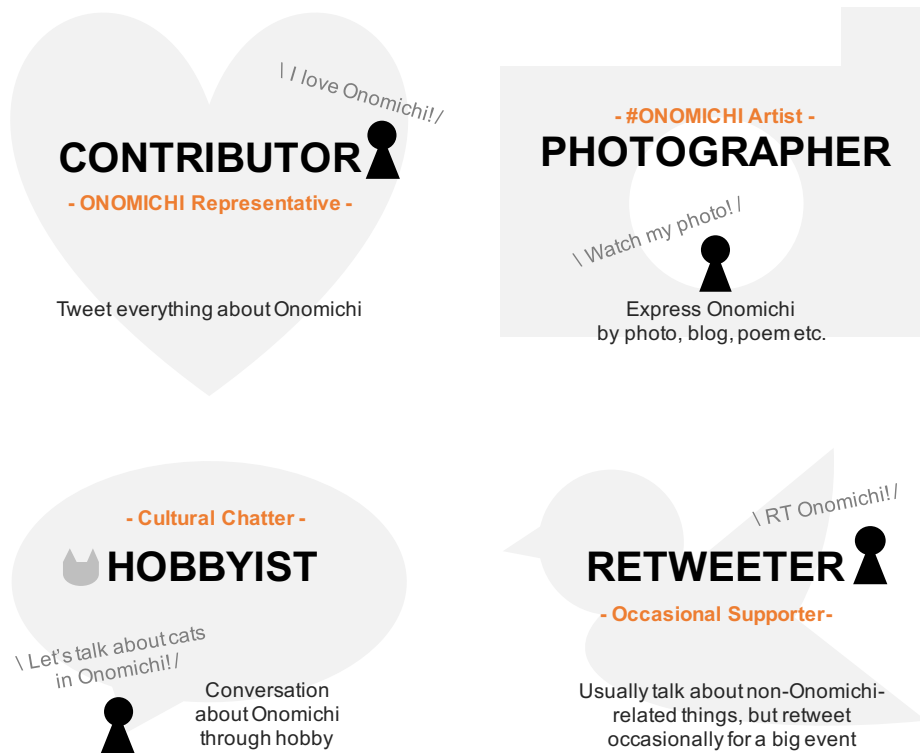 \ I love Onomichi! /
CONTRIBUTOR
- ONOMICHI Representative -
Tweet everything about Onomichi
- #ONOMICHI Artist -
PHOTOGRAPHER
\ Watch my photo! /
Express Onomichi
by photo, blog, poem etc.
- Cultural Chatter -
HOBBYIST
\ Let's talk about cats
in Onomichi! /
Conversation
about Onomichi
through hobby
\ RT Onomichi! /
RETWEETER
- Occasional Supporter-
Usually talk about non-Onomichi-
related things, but retweet
occasionally for a big event